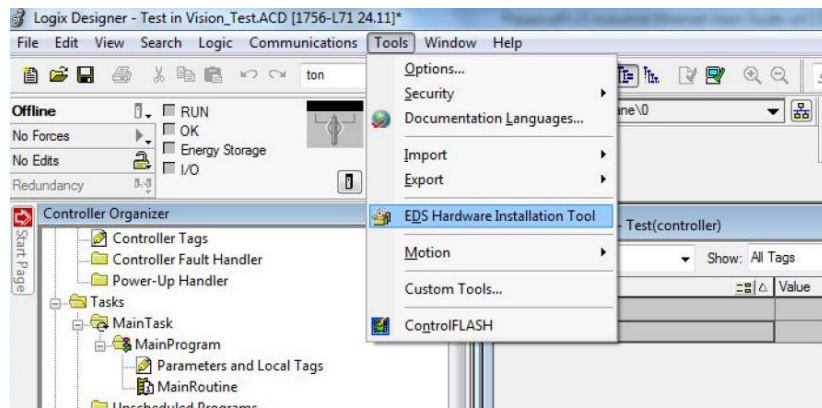 Logix Designer - Test in Vision_Test.ACD [1756-L71 24.11]*
File Edit View Search Logic Communications Tools Window Help
ton
Offline
RUN
No Forces
OK
No Edits
Energy Storage
Redundancy
I/O
Options...
Security
Documentation Languages...
Import
Export
EDS Hardware Installation Tool
Motion
Custom Tools...
ControlFLASH
ane\0
- Test(controller)
Show: All Tags
Value
Start Page
Controller Organizer
Controller Tags
Controller Fault Handler
Power-Up Handler
Tasks
MainTask
MainProgram
Parameters and Local Tags
MainRoutine
Unscheduled Programs